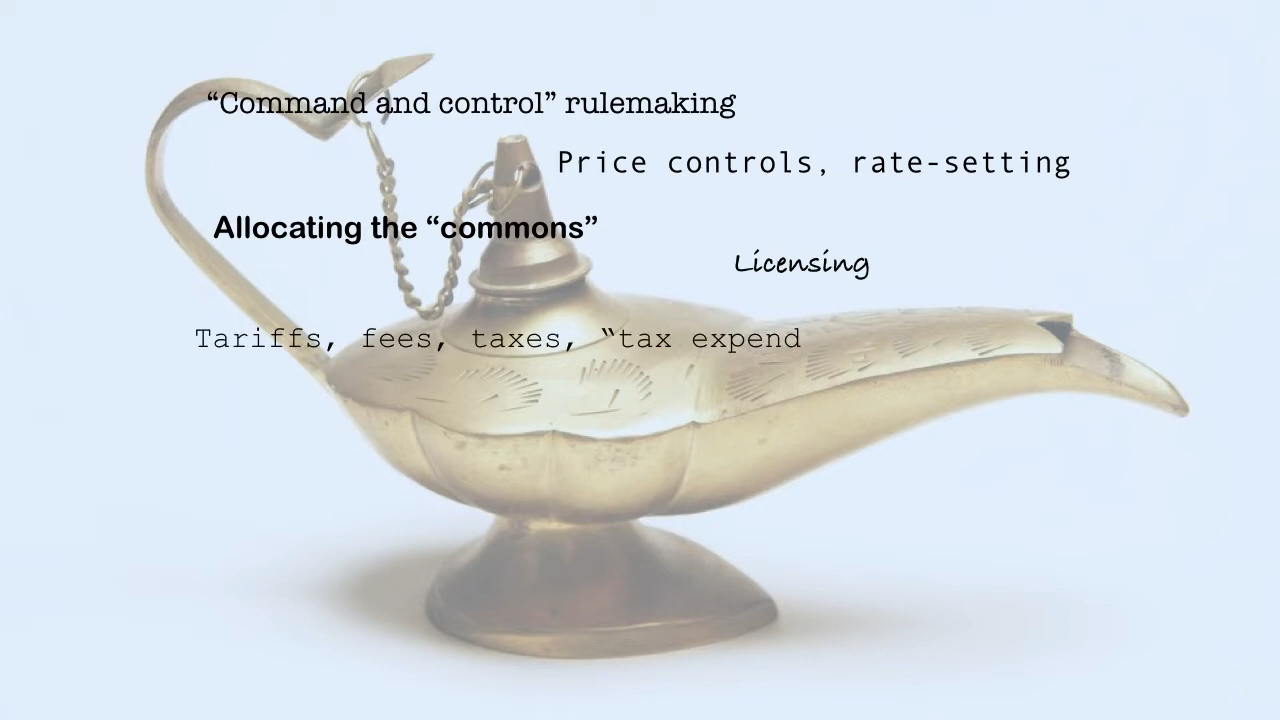 “Command and control” rulemaking
Price controls, rate-setting
Allocating the “commons”
Licensing
Tariffs, fees, taxes, “tax expend